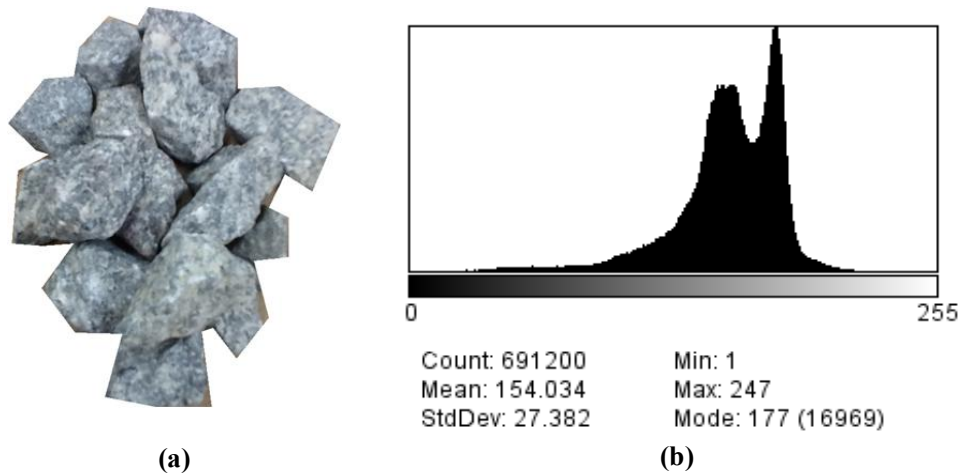 0 255
Count: 691200 Min: 1
Mean: 154.034 Max: 247
StdDev: 27.382 Mode: 177 (16969)
(a) (b)